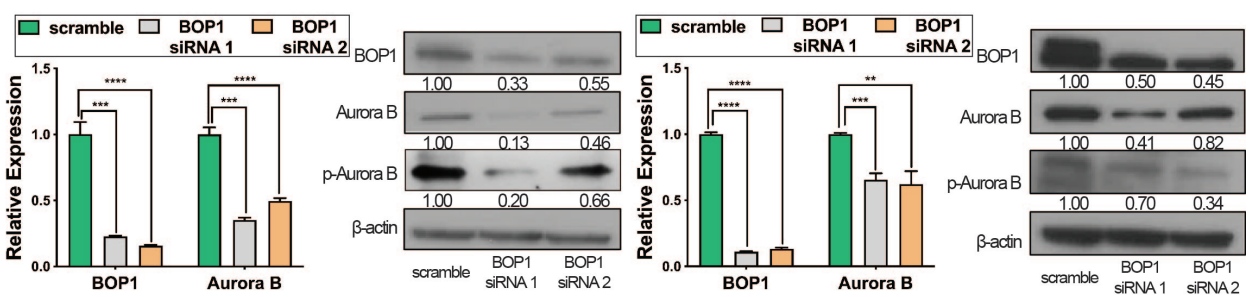 scramble BOP1 siRNA 1 BOP1 siRNA 2
Relative Expression
1.5
1.0
0.5
0.0
**** ****
*** ***
BOP1 Aurora B
BOP1
1.00 0.33 0.55
Aurora B
1.00 0.13 0.46
p-Aurora B
1.00 0.20 0.66
β-actin
scramble BOP1 siRNA 1 BOP1 siRNA 2
scramble BOP1 siRNA 1 BOP1 siRNA 2
Relative Expression
1.5
1.0
0.5
0.0
**** **
**** ***
BOP1 Aurora B
BOP1
1.00 0.50 0.45
Aurora B
1.00 0.41 0.82
p-Aurora B
1.00 0.70 0.34
β-actin
scramble BOP1 siRNA 1 BOP1 siRNA 2